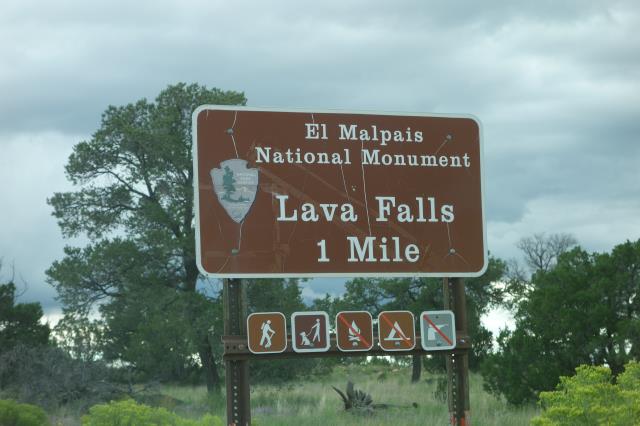 El Malpais
National Monument
Lava Falls
1 Mile